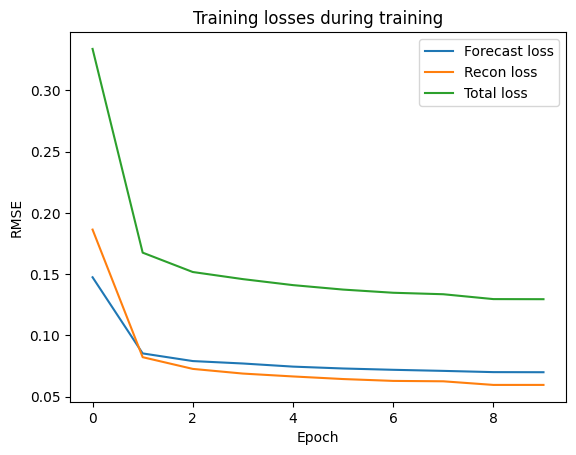 Training losses during training
Forecast loss
Recon loss
Total loss
0.30
0.25
0.20
0.15
0.10
0.05
RMSE
0 2 4 6 8
Epoch